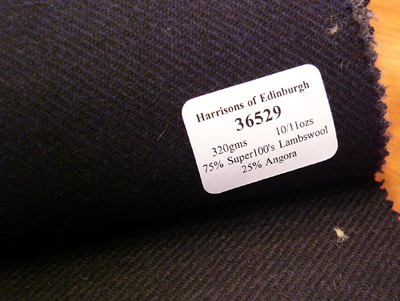 Harrisons of Edinburgh
36529
320gms 10/11ozs
75% Super100's Lambswool
25% Angora